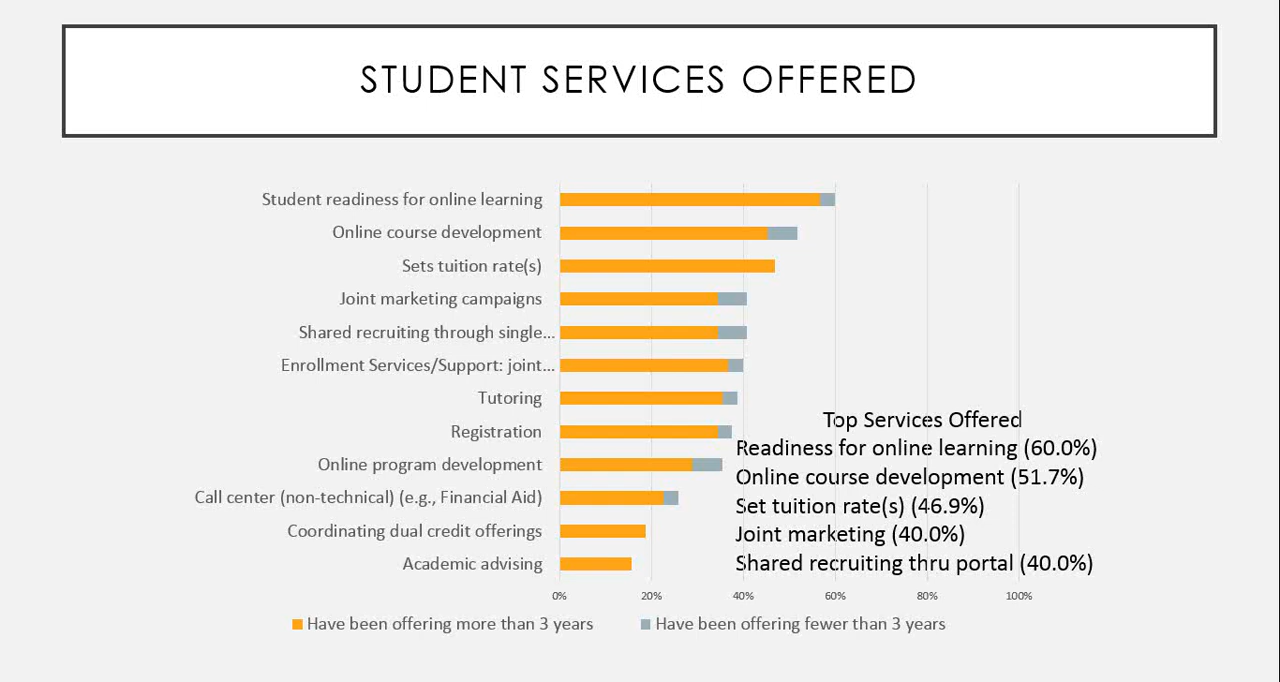 STUDENT SERVICES OFFERED
Student readiness for online learning
Online course development
Sets tuition rate(s)
Joint marketing campaigns
Shared recruiting through single...
Enrollment Services/Support: joint...
Tutoring
Registration
Online program development
Call center (non-technical) (e.g., Financial Aid)
Coordinating dual credit offerings
Academic advising
Top Services Offered
Readiness for online learning (60.0%)
Online course development (51.7%)
Set tuition rate(s) (46.9%)
Joint marketing (40.0%)
Shared recruiting thru portal (40.0%)
0% 20% 40% 60% 80% 100%
Have been offering more than 3 years Have been offering fewer than 3 years